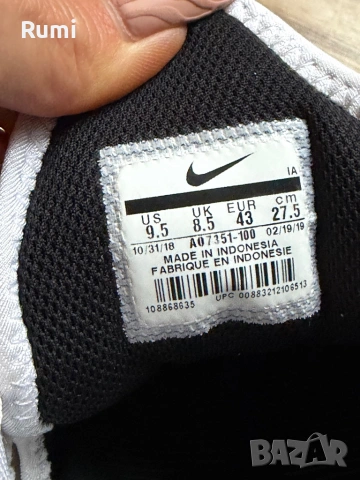 Rumi
IA
US UK EUR cm
9.5 8.5 43 27.5
10/31/18 AO7351-100 02/19/19
MADE IN INDONESIA
FABRIQUE EN INDONESIE
108868635 UPC 00883212106513
BAZAR
bg